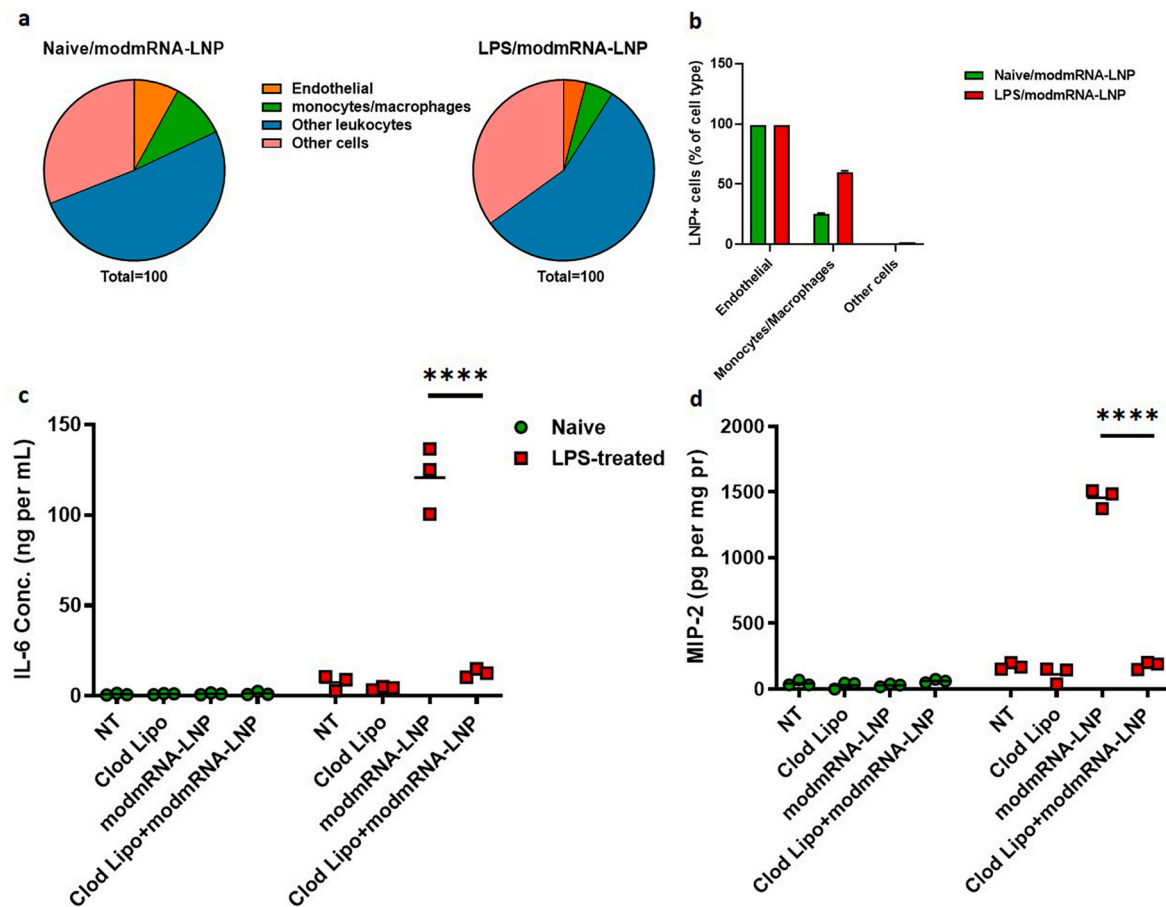 a
Naive/modmRNA-LNP
LPS/modmRNA-LNP
Endothelial
monocytes/macrophages
Other leukocytes
Other cells
Total=100
Total=100
b
LNP+ cells (% of cell type)
150
100
50
0
Endothelial
Monocytes/Macrophages
Other cells
Naive/modmRNA-LNP
LPS/modmRNA-LNP
c
IL-6 Conc. (ng per mL)
150
100
50
0
****
Naive
LPS-treated
NT
Clod Lipo
modmRNA-LNP
Clod Lipo+modmRNA-LNP
NT
Clod Lipo
modmRNA-LNP
Clod Lipo+modmRNA-LNP
d
MIP-2 (pg per mg pr)
2000
1500
1000
500
0
****
NT
Clod Lipo
modmRNA-LNP
Clod Lipo+modmRNA-LNP
NT
Clod Lipo
modmRNA-LNP
Clod Lipo+modmRNA-LNP